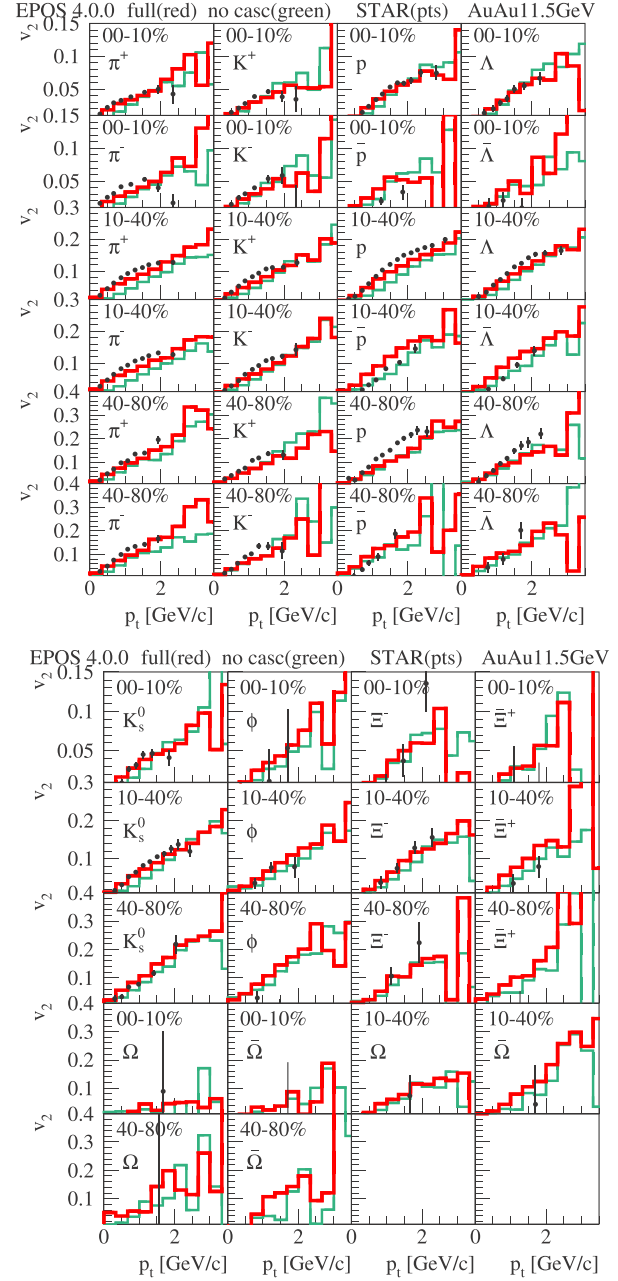 EPOS 4.0.0 full(red) no casc(green) STAR(pts) AuAu11.5GeV
v₂ 0.15 00-10% 00-10% 00-10% 00-10%
π⁺ K⁺ p Λ
0.05
v₂ 0.15 00-10% 00-10% 00-10% 00-10%
0.1 π⁻ K⁻ p̄ Λ̄
0.05
v₂ 0.3 10-40% 10-40% 10-40% 10-40%
0.2 π⁺ K⁺ p Λ
0.1
v₂ 0.3 10-40% 10-40% 10-40% 10-40%
0.2 π⁻ K⁻ p̄ Λ̄
0.1
v₂ 0.4 40-80% 40-80% 40-80% 40-80%
0.3 π⁺ K⁺ p Λ
0.2
0.1
v₂ 0.4 40-80% 40-80% 40-80% 40-80%
0.3 π⁻ K⁻ p̄ Λ̄
0.2
0.1
0 2 0 2 0 2 0 2
pₜ [GeV/c] pₜ [GeV/c] pₜ [GeV/c] pₜ [GeV/c]
EPOS 4.0.0 full(red) no casc(green) STAR(pts) AuAu11.5GeV
v₂ 0.15 00-10% 00-10% 00-10% 00-10%
K⁰ₛ ϕ Ξ⁻ Ξ̄⁺
0.05
v₂ 0.3 10-40% 10-40% 10-40% 10-40%
0.2 K⁰ₛ ϕ Ξ⁻ Ξ̄⁺
0.1
v₂ 0.4 40-80% 40-80% 40-80% 40-80%
0.3 K⁰ₛ ϕ Ξ⁻ Ξ̄⁺
0.2
0.1
v₂ 0.4 00-10% 00-10% 10-40% 10-40%
0.3 Ω Ω̄ Ω Ω̄
0.2
0.1
v₂ 0.4 40-80% 40-80%
0.3 Ω Ω̄
0.2
0.1
0 2 0 2 0 2 0 2
pₜ [GeV/c] pₜ [GeV/c] pₜ [GeV/c] pₜ [GeV/c]